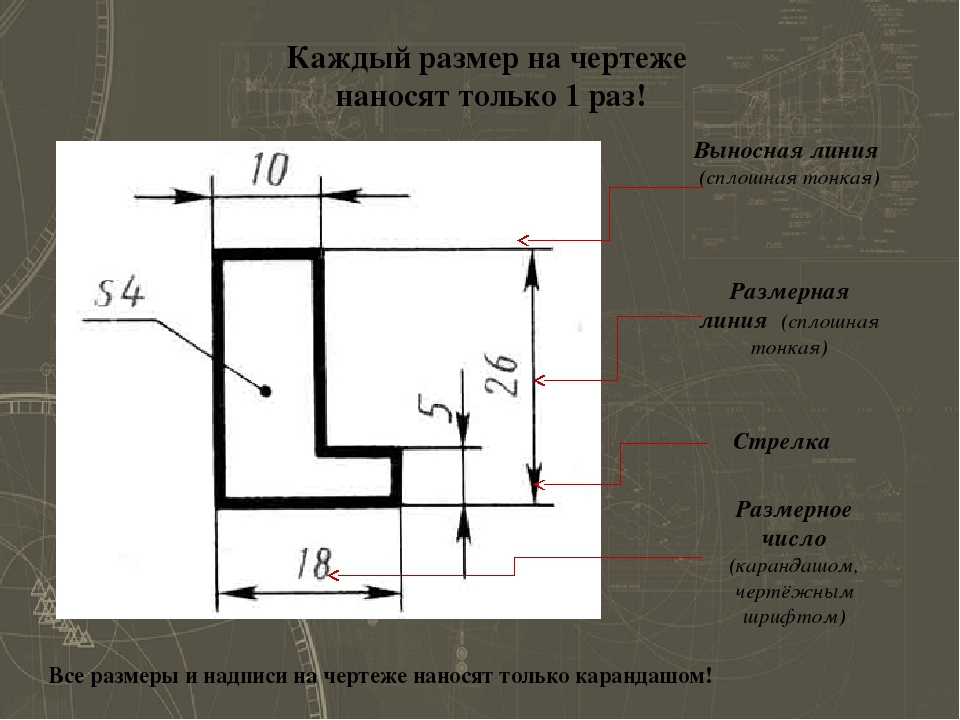 Каждый размер на чертеже
наносят только 1 раз!
Выносная линия
(сплошная тонкая)
10
s4
Размерная
линия (сплошная
тонкая)
26
5
Стрелка
Размерное
число
(карандашом,
чертёжным
шрифтом)
18
Все размеры и надписи на чертеже наносят только карандашом!